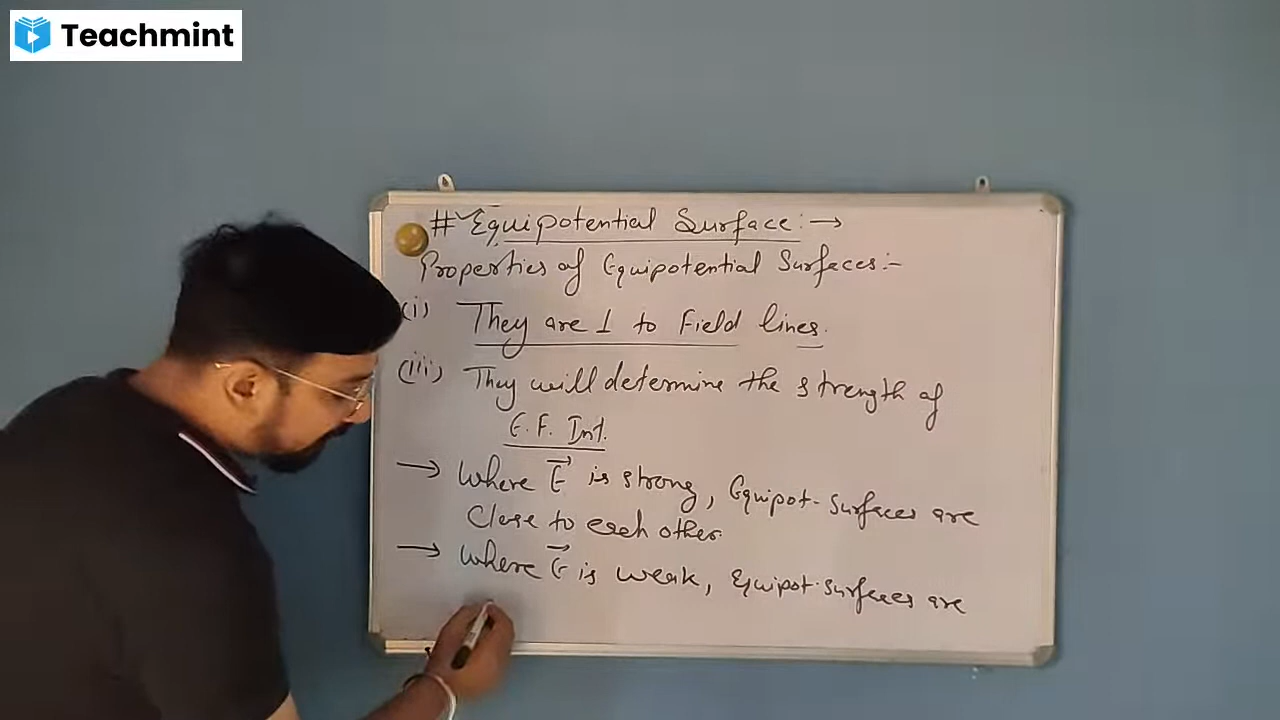 Teachmint
# Equipotential Surface:→
Properties of Equipotential Surfaces:-
(i) They are ⊥ to Field lines.
(iii) They will determine the strength of
E.F. Int.
→ Where E⃗ is strong, Equipot-surfaces are
Close to each other.
→ Where E⃗ is weak, Equipot-surfaces are